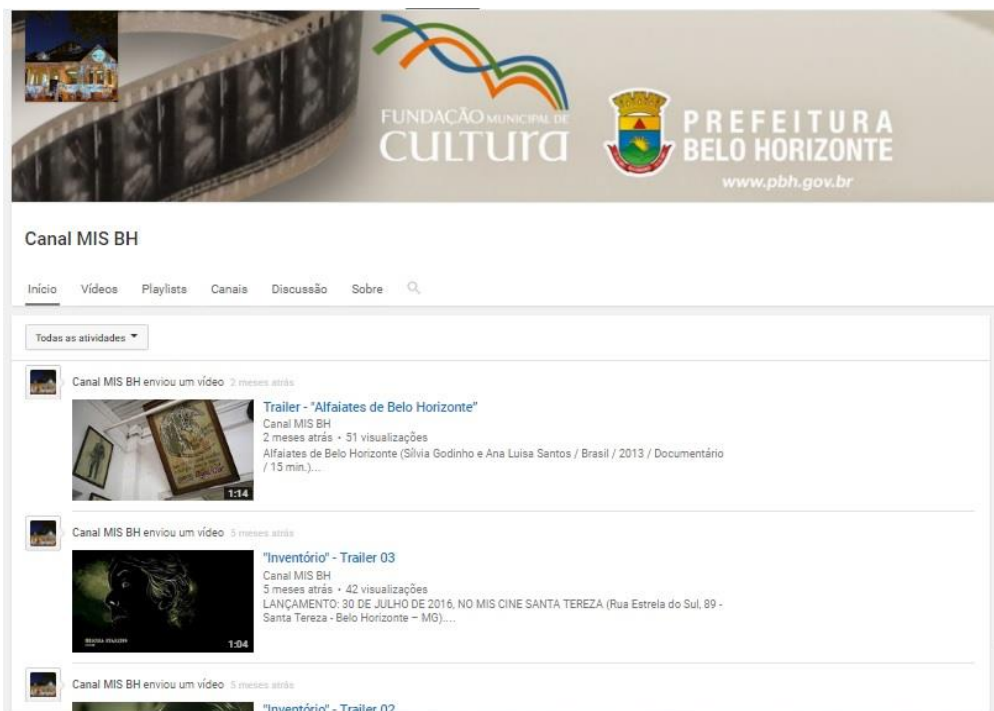 FUNDAÇÃO MUNICIPAL DE
CULTURA
PREFEITURA
BELO HORIZONTE
www.pbh.gov.br
Canal MIS BH
Início Vídeos Playlists Canais Discussão Sobre
Todas as atividades
Canal MIS BH enviou um vídeo 2 meses atrás
Trailer - "Alfaiates de Belo Horizonte"
Canal MIS BH
2 meses atrás • 51 visualizações
Alfaiates de Belo Horizonte (Sílvia Godinho e Ana Luisa Santos / Brasil / 2013 / Documentário
/ 15 min.)...
1:14
Canal MIS BH enviou um vídeo 5 meses atrás
"Inventório" - Trailer 03
Canal MIS BH
5 meses atrás • 42 visualizações
LANÇAMENTO: 30 DE JULHO DE 2016, NO MIS CINE SANTA TEREZA (Rua Estrela do Sul, 89 -
Santa Tereza - Belo Horizonte – MG)....
1:04
Canal MIS BH enviou um vídeo 5 meses atrás
"Inventório" - Trailer 02